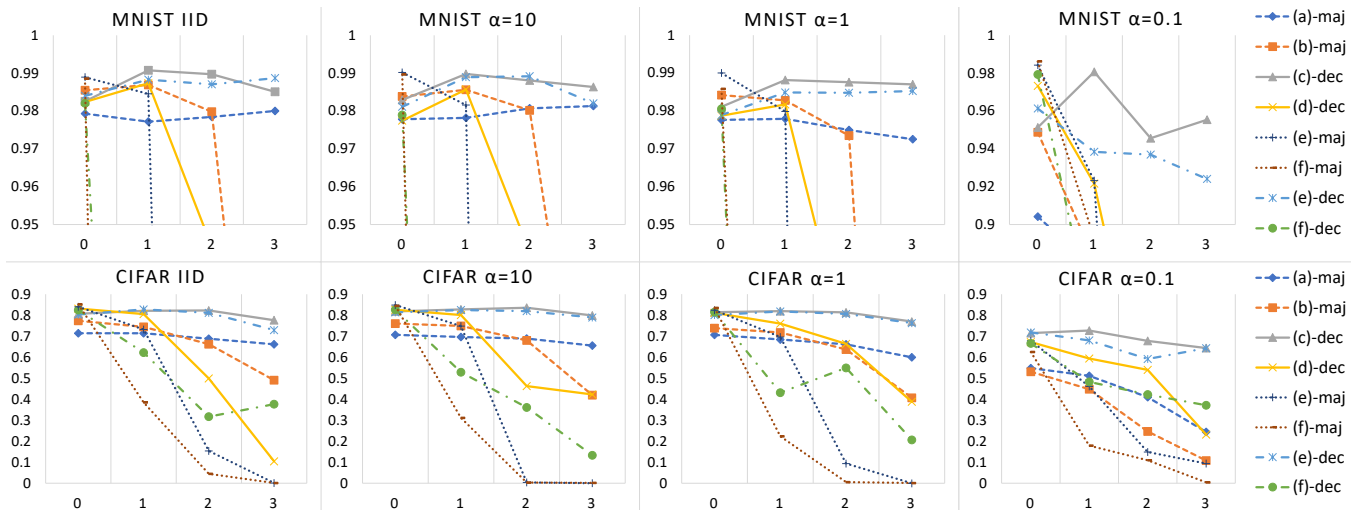 MNIST IID
1
0.99
0.98
0.97
0.96
0.95
0 1 2 3
MNIST α=10
1
0.99
0.98
0.97
0.96
0.95
0 1 2 3
MNIST α=1
1
0.99
0.98
0.97
0.96
0.95
0 1 2 3
MNIST α=0.1
1
0.98
0.96
0.94
0.92
0.9
0 1 2 3
(a)-maj
(b)-maj
(c)-dec
(d)-dec
(e)-maj
(f)-maj
(e)-dec
(f)-dec
CIFAR IID
0.9
0.8
0.7
0.6
0.5
0.4
0.3
0.2
0.1
0
0 1 2 3
CIFAR α=10
0.9
0.8
0.7
0.6
0.5
0.4
0.3
0.2
0.1
0
0 1 2 3
CIFAR α=1
0.9
0.8
0.7
0.6
0.5
0.4
0.3
0.2
0.1
0
0 1 2 3
CIFAR α=0.1
0.9
0.8
0.7
0.6
0.5
0.4
0.3
0.2
0.1
0
0 1 2 3
(a)-maj
(b)-maj
(c)-dec
(d)-dec
(e)-maj
(f)-maj
(e)-dec
(f)-dec